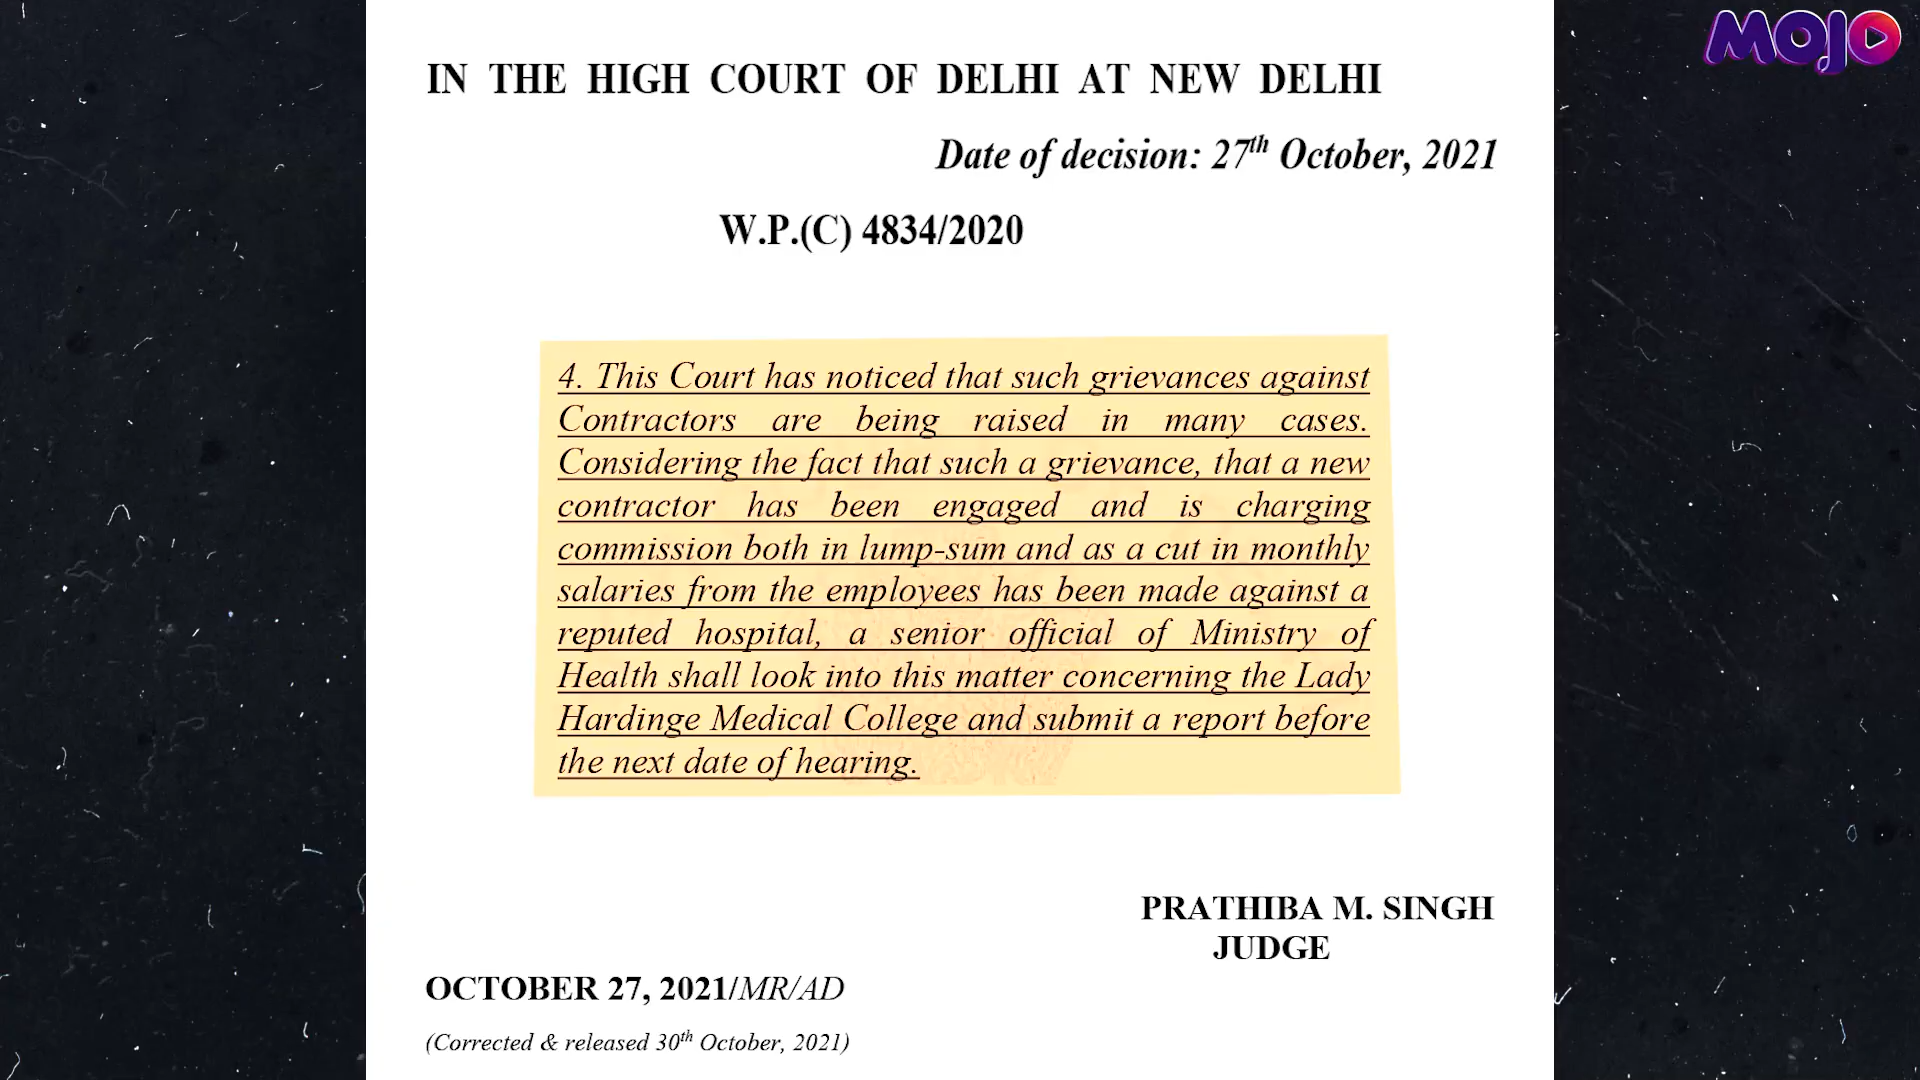 MOJO
IN THE HIGH COURT OF DELHI AT NEW DELHI
Date of decision: 27th October, 2021
W.P.(C) 4834/2020
4. This Court has noticed that such grievances against
Contractors are being raised in many cases.
Considering the fact that such a grievance, that a new
contractor has been engaged and is charging
commission both in lump-sum and as a cut in monthly
salaries from the employees has been made against a
reputed hospital, a senior official of Ministry of
Health shall look into this matter concerning the Lady
Hardinge Medical College and submit a report before
the next date of hearing.
PRATHIBA M. SINGH
JUDGE
OCTOBER 27, 2021/MR/AD
(Corrected & released 30th October, 2021)